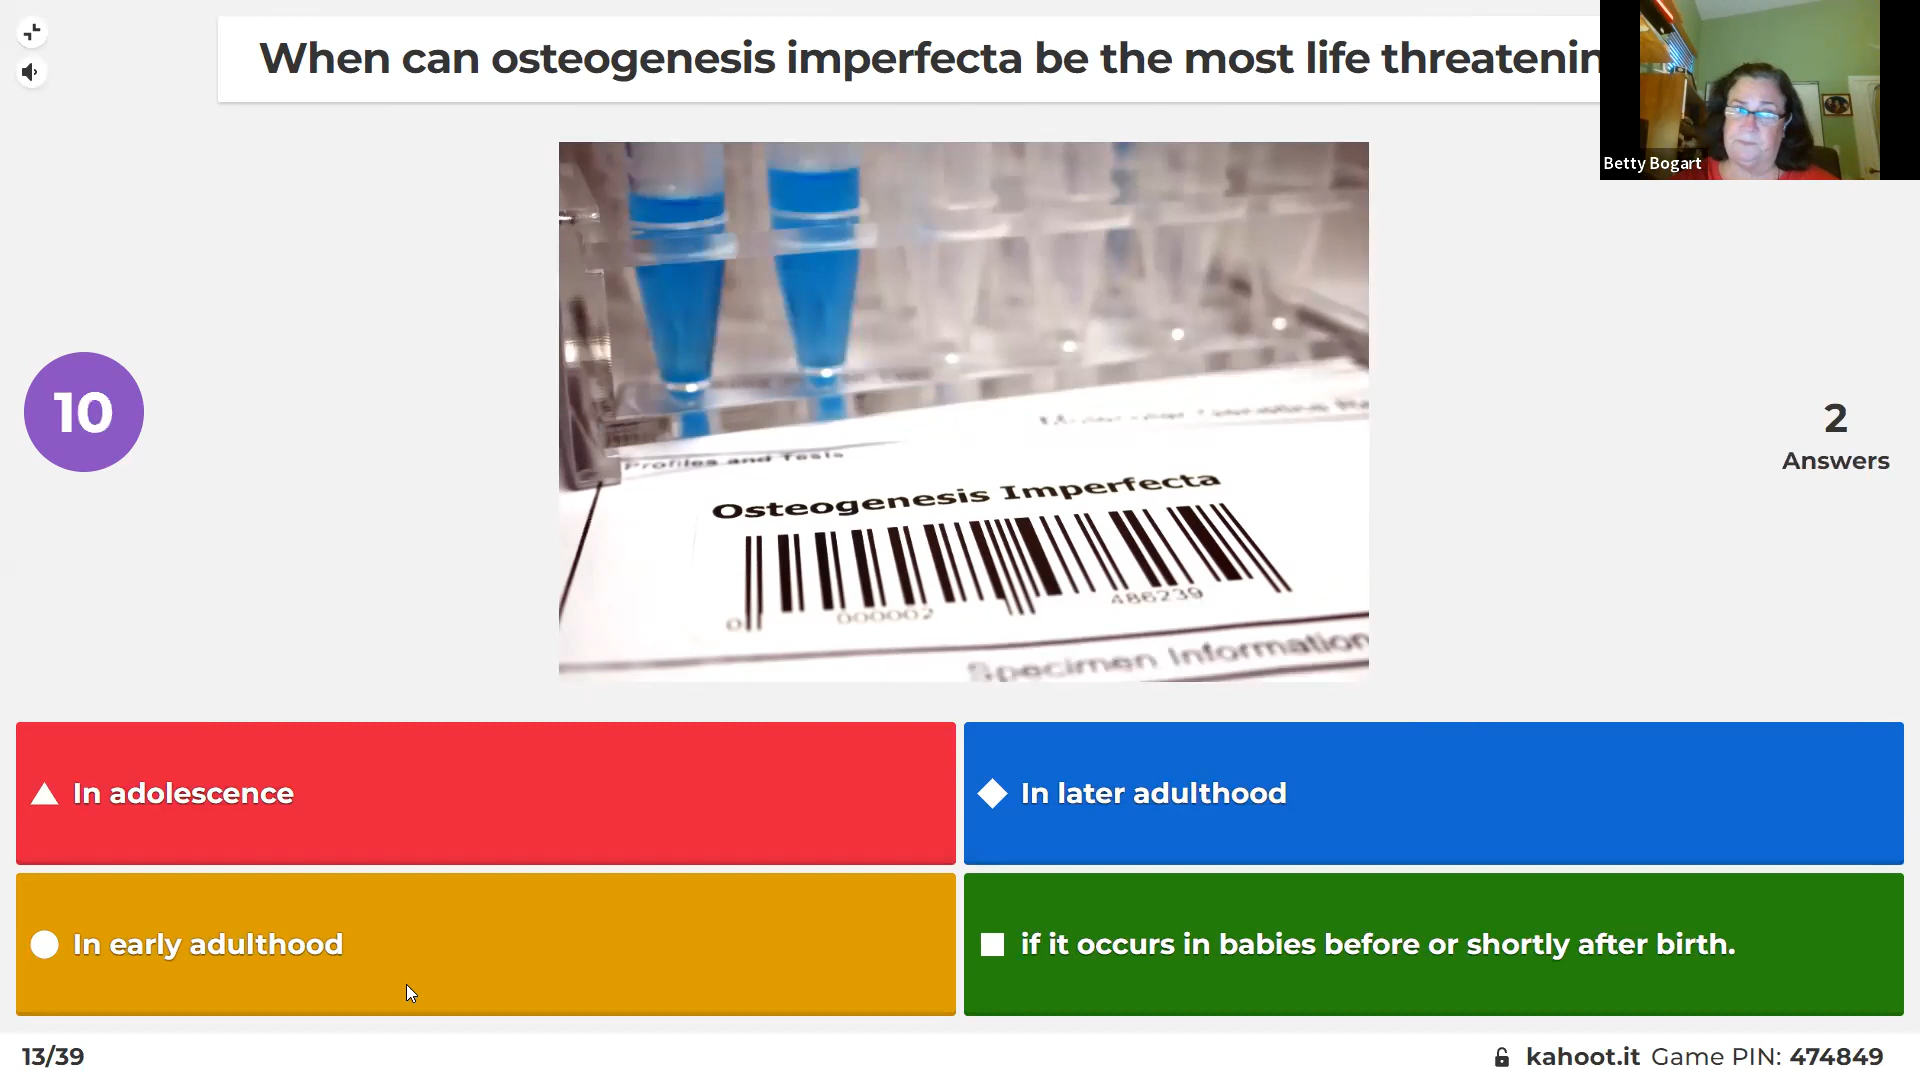 When can osteogenesis imperfecta be the most life threatenin
Betty Bogart
10
2
Answers
Profiles and Tests
Osteogenesis Imperfecta
0 000002 486239
Specimen Information
In adolescence
In later adulthood
In early adulthood
if it occurs in babies before or shortly after birth.
13/39
kahoot.it Game PIN: 474849